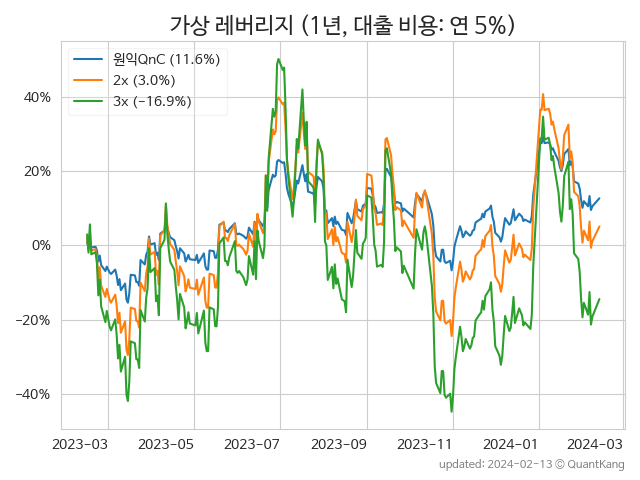 가상 레버리지 (1년, 대출 비용: 연 5%)
원익QnC (11.6%)
2x (3.0%)
3x (−16.9%)
40%
20%
0%
−20%
−40%
2023-03 2023-05 2023-07 2023-09 2023-11 2024-01 2024-03
updated: 2024-02-13 © QuantKang